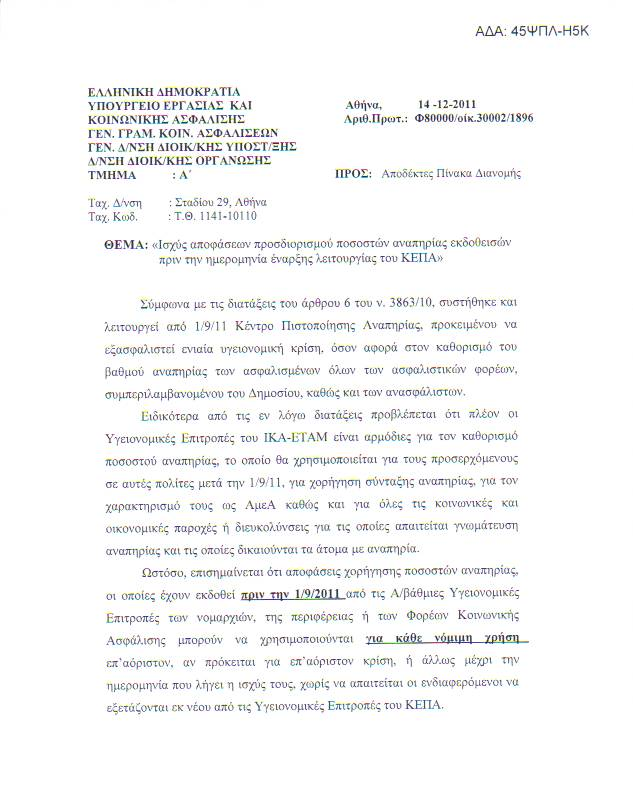 ΑΔΑ: 45ΨΠΛ-Η5Κ
ΕΛΛΗΝΙΚΗ ΔΗΜΟΚΡΑΤΙΑ
ΥΠΟΥΡΓΕΙΟ ΕΡΓΑΣΙΑΣ ΚΑΙ
ΚΟΙΝΩΝΙΚΗΣ ΑΣΦΑΛΙΣΗΣ
ΓΕΝ. ΓΡΑΜ. ΚΟΙΝ. ΑΣΦΑΛΙΣΕΩΝ
ΓΕΝ. Δ/ΝΣΗ ΔΙΟΙΚ/ΚΗΣ ΥΠΟΣΤ/ΞΗΣ
Δ/ΝΣΗ ΔΙΟΙΚ/ΚΗΣ ΟΡΓΑΝΩΣΗΣ
ΤΜΗΜΑ : Α΄
Αθήνα, 14 -12-2011
Αριθ.Πρωτ.: Φ80000/οίκ.30002/1896
ΠΡΟΣ: Αποδέκτες Πίνακα Διανομής
Ταχ. Δ/νση : Σταδίου 29, Αθήνα
Ταχ. Κωδ. : Τ.Θ. 1141-10110
ΘΕΜΑ: «Ισχύς αποφάσεων προσδιορισμού ποσοστών αναπηρίας εκδοθεισών
πριν την ημερομηνία έναρξης λειτουργίας του ΚΕΠΑ»
Σύμφωνα με τις διατάξεις του άρθρου 6 του ν. 3863/10, συστήθηκε και
λειτουργεί από 1/9/11 Κέντρο Πιστοποίησης Αναπηρίας, προκειμένου να
εξασφαλιστεί ενιαία υγειονομική κρίση, όσον αφορά στον καθορισμό του
βαθμού αναπηρίας των ασφαλισμένων όλων των ασφαλιστικών φορέων,
συμπεριλαμβανομένου του Δημοσίου, καθώς και των ανασφάλιστων.
Ειδικότερα από τις εν λόγω διατάξεις προβλέπεται ότι πλέον οι
Υγειονομικές Επιτροπές του ΙΚΑ-ΕΤΑΜ είναι αρμόδιες για τον καθορισμό
ποσοστού αναπηρίας, το οποίο θα χρησιμοποιείται για τους προσερχόμενους
σε αυτές πολίτες μετά την 1/9/11, για χορήγηση σύνταξης αναπηρίας, για τον
χαρακτηρισμό τους ως ΑμεΑ καθώς και για όλες τις κοινωνικές και
οικονομικές παροχές ή διευκολύνσεις για τις οποίες απαιτείται γνωμάτευση
αναπηρίας και τις οποίες δικαιούνται τα άτομα με αναπηρία.
Ωστόσο, επισημαίνεται ότι αποφάσεις χορήγησης ποσοστών αναπηρίας,
οι οποίες έχουν εκδοθεί πριν την 1/9/2011 από τις Α/βάθμιες Υγειονομικές
Επιτροπές των νομαρχιών, της περιφέρειας ή των Φορέων Κοινωνικής
Ασφάλισης μπορούν να χρησιμοποιούνται για κάθε νόμιμη χρήση
επ'αόριστον, αν πρόκειται για επ'αόριστον κρίση, ή άλλως μέχρι την
ημερομηνία που λήγει η ισχύς τους, χωρίς να απαιτείται οι ενδιαφερόμενοι να
εξετάζονται εκ νέου από τις Υγειονομικές Επιτροπές του ΚΕΠΑ.